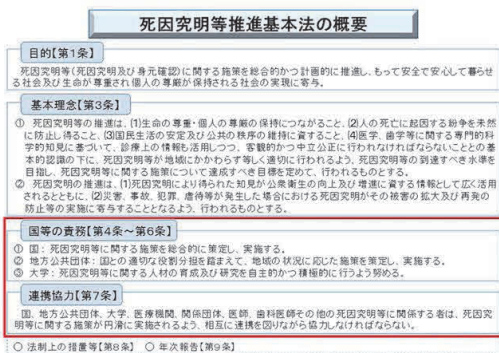 死因究明等推進基本法の概要
目的【第1条】
死因究明等(死因究明及び身元確認)に関する施策を総合的かつ計画的に推進し、もって安全で安心して暮らせ
る社会及び生命が尊重され個人の尊厳が保持される社会の実現に寄与。
基本理念【第3条】
① 死因究明等の推進は、(1)生命の尊重・個人の尊厳の保持につながること、(2)人の死亡に起因する紛争を未然
に防止し得ること、(3)国民生活の安定及び公共の秩序の維持に資すること、(4)医学、歯学等に関する専門的科
学的知見に基づいて、診療上の情報も活用しつつ、客観的かつ中立公正に行われなければならないこととの基
本的認識の下に、死因究明等が地域にかかわらず等しく適切に行われるよう、死因究明等の到達すべき水準を
目指し、死因究明等に関する施策について達成すべき目標を定めて、行われるものとする。
② 死因究明の推進は、(1)死因究明により得られた知見が公衆衛生の向上及び増進に資する情報として広く活用
されるとともに、(2)災害、事故、犯罪、虐待等が発生した場合における死因究明がその被害の拡大及び再発の
防止等の実施に寄与することとなるよう、行われるものとする。
国等の責務【第4条~第6条】
① 国:死因究明等に関する施策を総合的に策定し、実施する。
② 地方公共団体:国との適切な役割分担を踏まえて、地域の状況に応じた施策を策定し、実施する。
③ 大学:死因究明等に関する人材の育成及び研究を自主的かつ積極的に行うよう努める。
連携協力【第7条】
国、地方公共団体、大学、医療機関、関係団体、医師、歯科医師その他の死因究明等に関係する者は、死因究
明等に関する施策が円滑に実施されるよう、相互に連携を図りながら協力しなければならない。
○ 法制上の措置等【第8条】 ○ 年次報告【第9条】